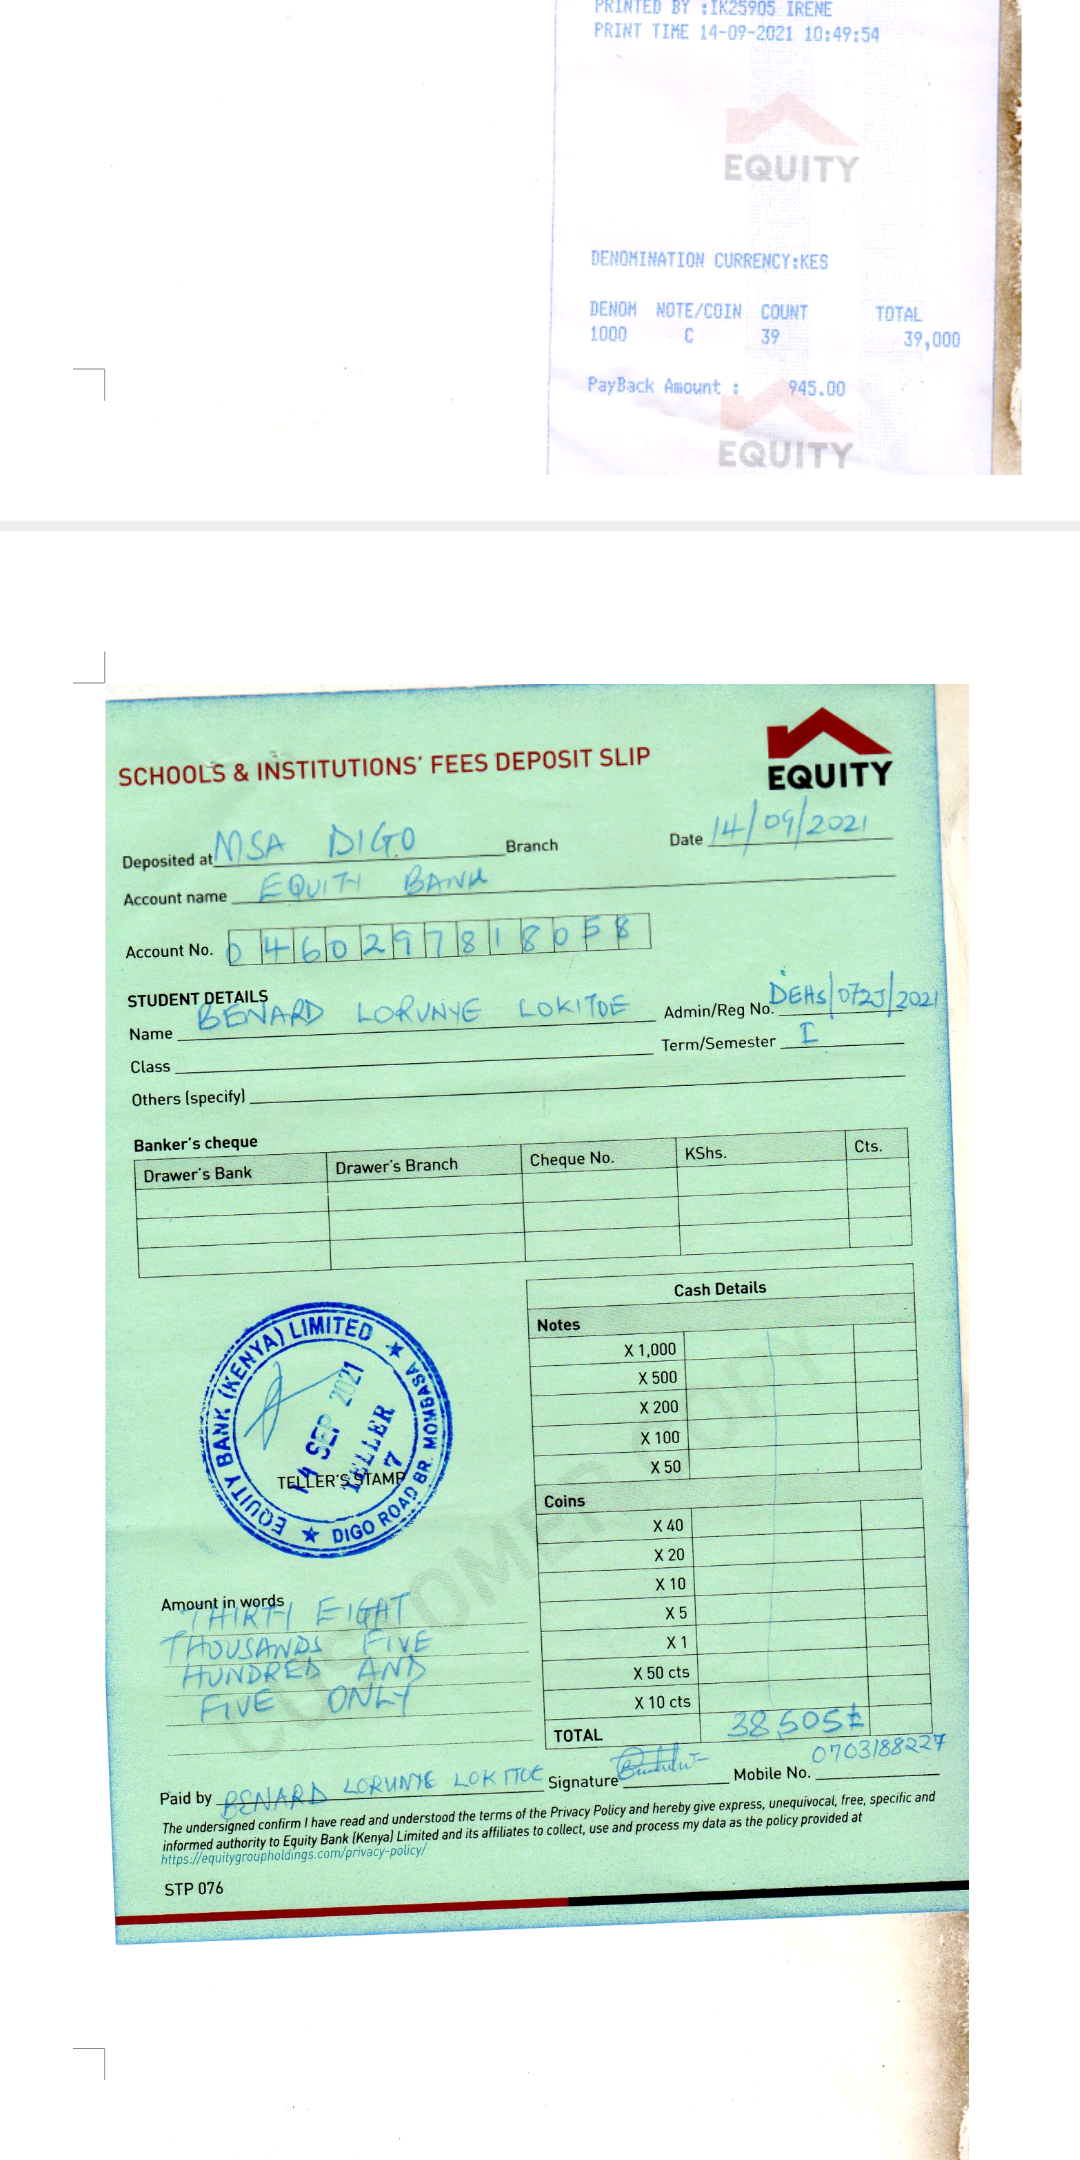 PRINTED BY :IK25905 IRENE
PRINT TIME 14-09-2021 10:49:54
EQUITY
DENOMINATION CURRENCY:KES
DENOM NOTE/COIN COUNT TOTAL
1000 C 39 39,000
PayBack Amount : 945.00
EQUITY
EQUITY
SCHOOLS & INSTITUTIONS' FEES DEPOSIT SLIP
Deposited at MSA DIGO Branch Date 14/09/2021
Account name EQUITY BANK
Account No. 0460297818058
STUDENT DETAILS
Name BENARD LORUNYE LOKITOE Admin/Reg No. DEHS/072J/2021
Class Term/Semester I
Others (specify)
Banker's cheque
Drawer's Bank Drawer's Branch Cheque No. KShs. Cts.
Cash Details
Notes
X 1,000
X 500
X 200
X 100
X 50
Coins
X 40
X 20
X 10
X 5
X 1
X 50 cts
X 10 cts
TOTAL 38,505
EQUITY BANK (KENYA) LIMITED
14 SEP 2021
TELLER 7
TELLER'S STAMP
DIGO ROAD BR. MOMBASA
CUSTOMER COPY
Amount in words
THIRTY EIGHT
THOUSANDS FIVE
HUNDRED AND
FIVE ONLY
Paid by BENARD LORUNYE LOKITOE Signature Mobile No. 0703188227
The undersigned confirm I have read and understood the terms of the Privacy Policy and hereby give express, unequivocal, free, specific and
informed authority to Equity Bank (Kenya) Limited and its affiliates to collect, use and process my data as the policy provided at
https://equitygroupholdings.com/privacy-policy/
STP 076